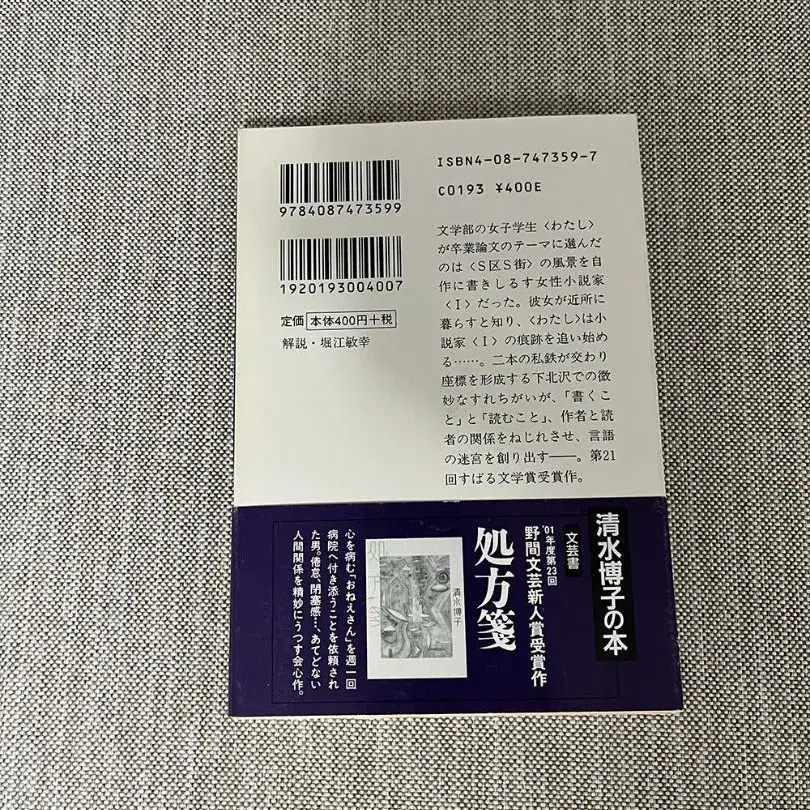 9784087473599
1920193004007
定価 本体400円+税
解説・堀江敏幸
ISBN4-08-747359-7
C0193 ¥400E
文学部の女子学生〈わたし〉
が卒業論文のテーマに選んだ
のは〈S区S街〉の風景を自
作に書きしるす女性小説家
〈I〉だった。彼女が近所に
暮らすと知り、〈わたし〉は小
説家〈I〉の痕跡を追い始め
る……。二本の私鉄が交わり
座標を形成する下北沢での微
妙なすれちがいが、「書くこ
と」と「読むこと」、作者と読
者の関係をねじれさせ、言語
の迷宮を創り出す――。第21
回すばる文学賞受賞作。
清水博子の本
文芸書
'01年度第23回
野間文芸新人賞受賞作
処方箋
清水博子
心を病む「おねえさん」を週一回
病院へ付き添うことを依頼され
た男。倦怠、閉塞感…、あてどない
人間関係を精妙にうつす会心作。